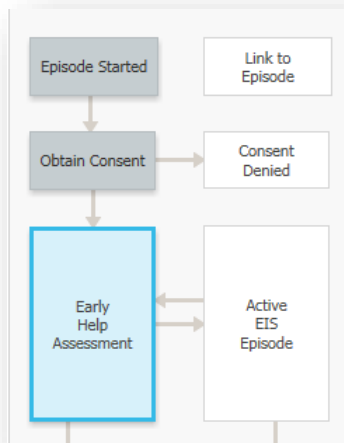 Episode Started
Link to
Episode
Obtain Consent
Consent
Denied
Early
Help
Assessment
Active
EIS
Episode